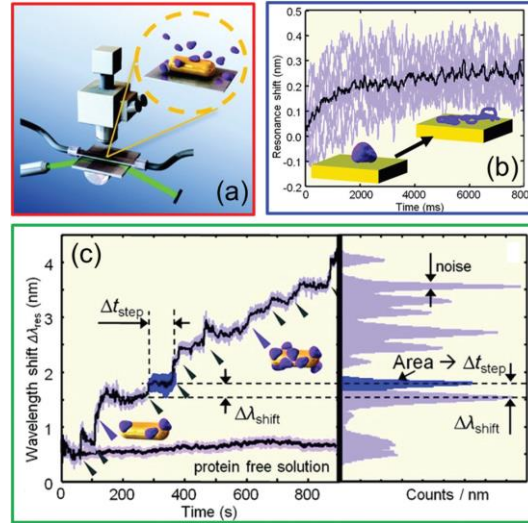 (a)
Resonance shift (nm)
0.5
0.4
0.3
0.2
0.1
0.0
-0.1
-0.2
0
2000
4000
6000
800
Time (ms)
(b)
(c)
Wavelength shift Δλres (nm)
4
3
2
1
0
Δtstep
Δλshift
protein free solution
0
200
400
600
800
Time (s)
noise
Area → Δtstep
Δλshift
Counts / nm